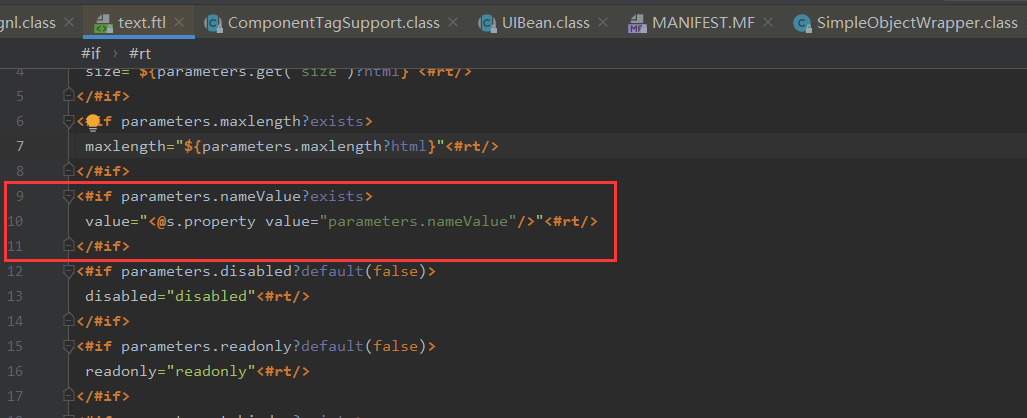 gnl.class × text.ftl × ComponentTagSupport.class × UIBean.class × MANIFEST.MF × SimpleObjectWrapper.class
#if › #rt
4 size="${parameters.get("size")?html}"<#rt/>
5 </#if>
6 <#if parameters.maxlength?exists>
7 maxlength="${parameters.maxlength?html}"<#rt/>
8 </#if>
9 <#if parameters.nameValue?exists>
10 value="<@s.property value="parameters.nameValue"/>"<#rt/>
11 </#if>
12 <#if parameters.disabled?default(false)>
13 disabled="disabled"<#rt/>
14 </#if>
15 <#if parameters.readonly?default(false)>
16 readonly="readonly"<#rt/>
17 </#if>